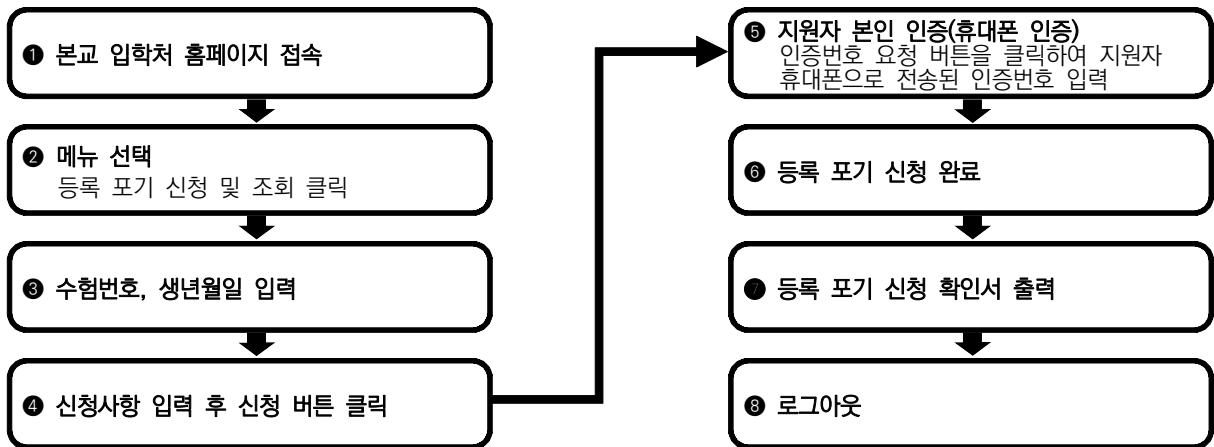 ❶ 본교 입학처 홈페이지 접속
❷ 메뉴 선택
등록 포기 신청 및 조회 클릭
❸ 수험번호, 생년월일 입력
❹ 신청사항 입력 후 신청 버튼 클릭
❺ 지원자 본인 인증(휴대폰 인증)
인증번호 요청 버튼을 클릭하여 지원자
휴대폰으로 전송된 인증번호 입력
❻ 등록 포기 신청 완료
❼ 등록 포기 신청 확인서 출력
❽ 로그아웃